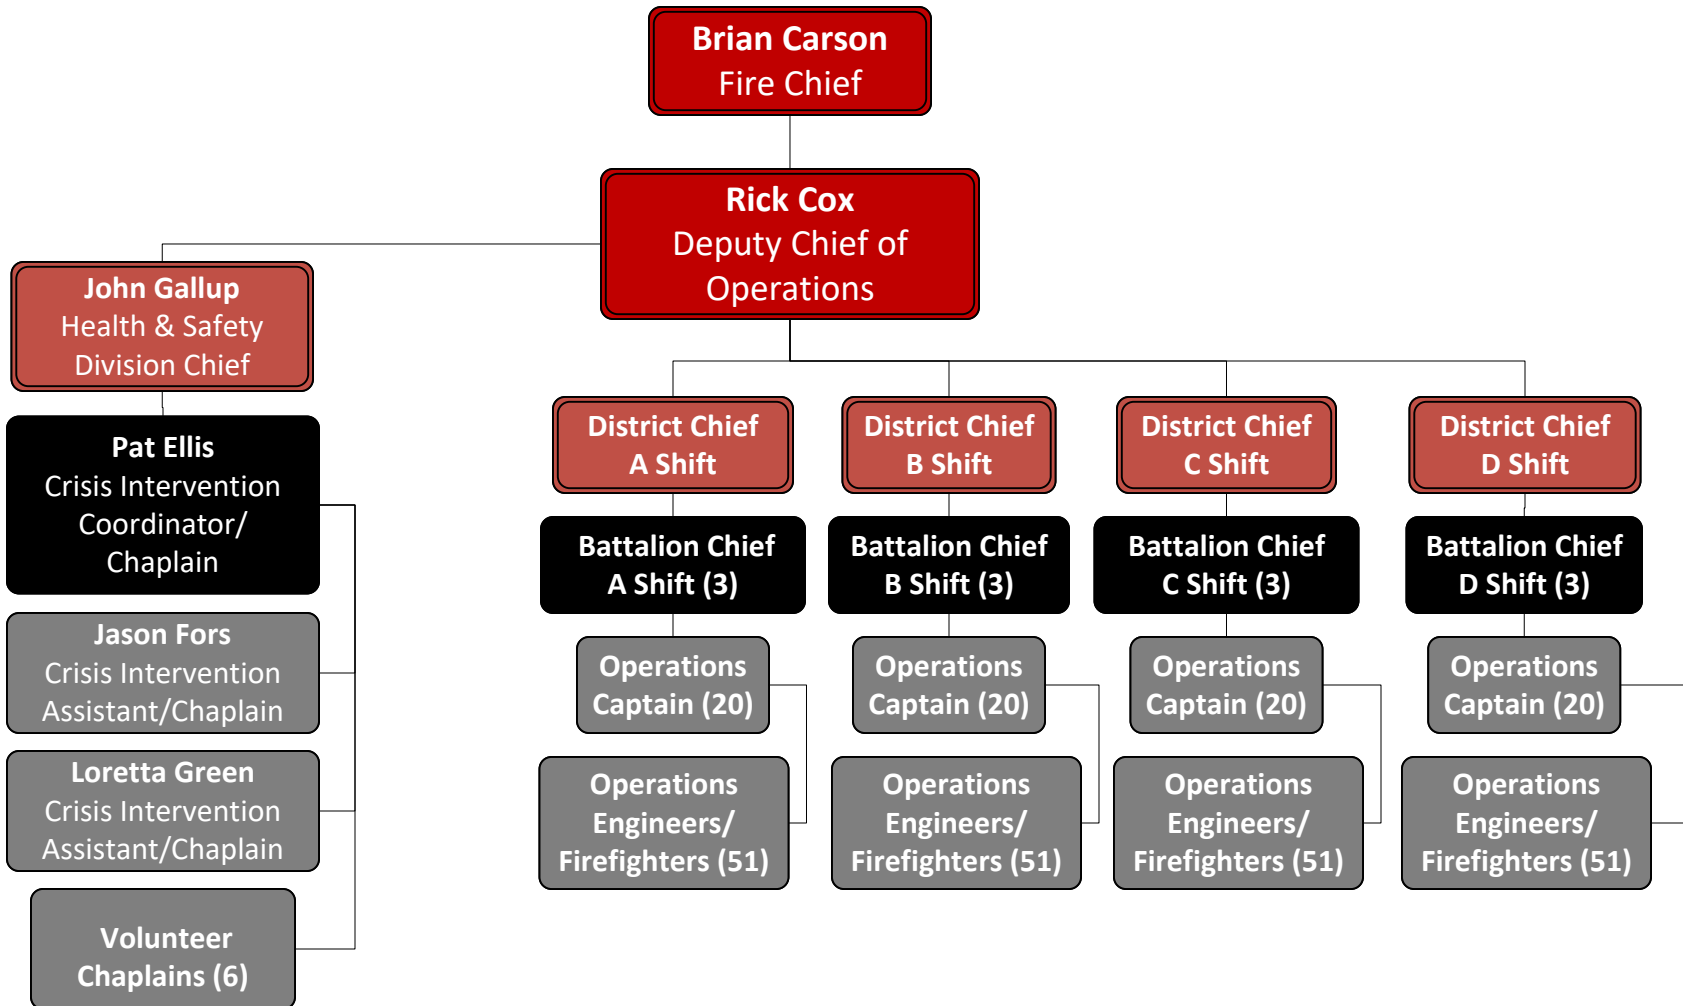 Brian Carson
Fire Chief
Rick Cox
Deputy Chief of
Operations
John Gallup
Health & Safety
Division Chief
Pat Ellis
Crisis Intervention
Coordinator/
Chaplain
Jason Fors
Crisis Intervention
Assistant/Chaplain
Loretta Green
Crisis Intervention
Assistant/Chaplain
Volunteer
Chaplains (6)
District Chief
A Shift
Battalion Chief
A Shift (3)
Operations
Captain (20)
Operations
Engineers/
Firefighters (51)
District Chief
B Shift
Battalion Chief
B Shift (3)
Operations
Captain (20)
Operations
Engineers/
Firefighters (51)
District Chief
C Shift
Battalion Chief
C Shift (3)
Operations
Captain (20)
Operations
Engineers/
Firefighters (51)
District Chief
D Shift
Battalion Chief
D Shift (3)
Operations
Captain (20)
Operations
Engineers/
Firefighters (51)